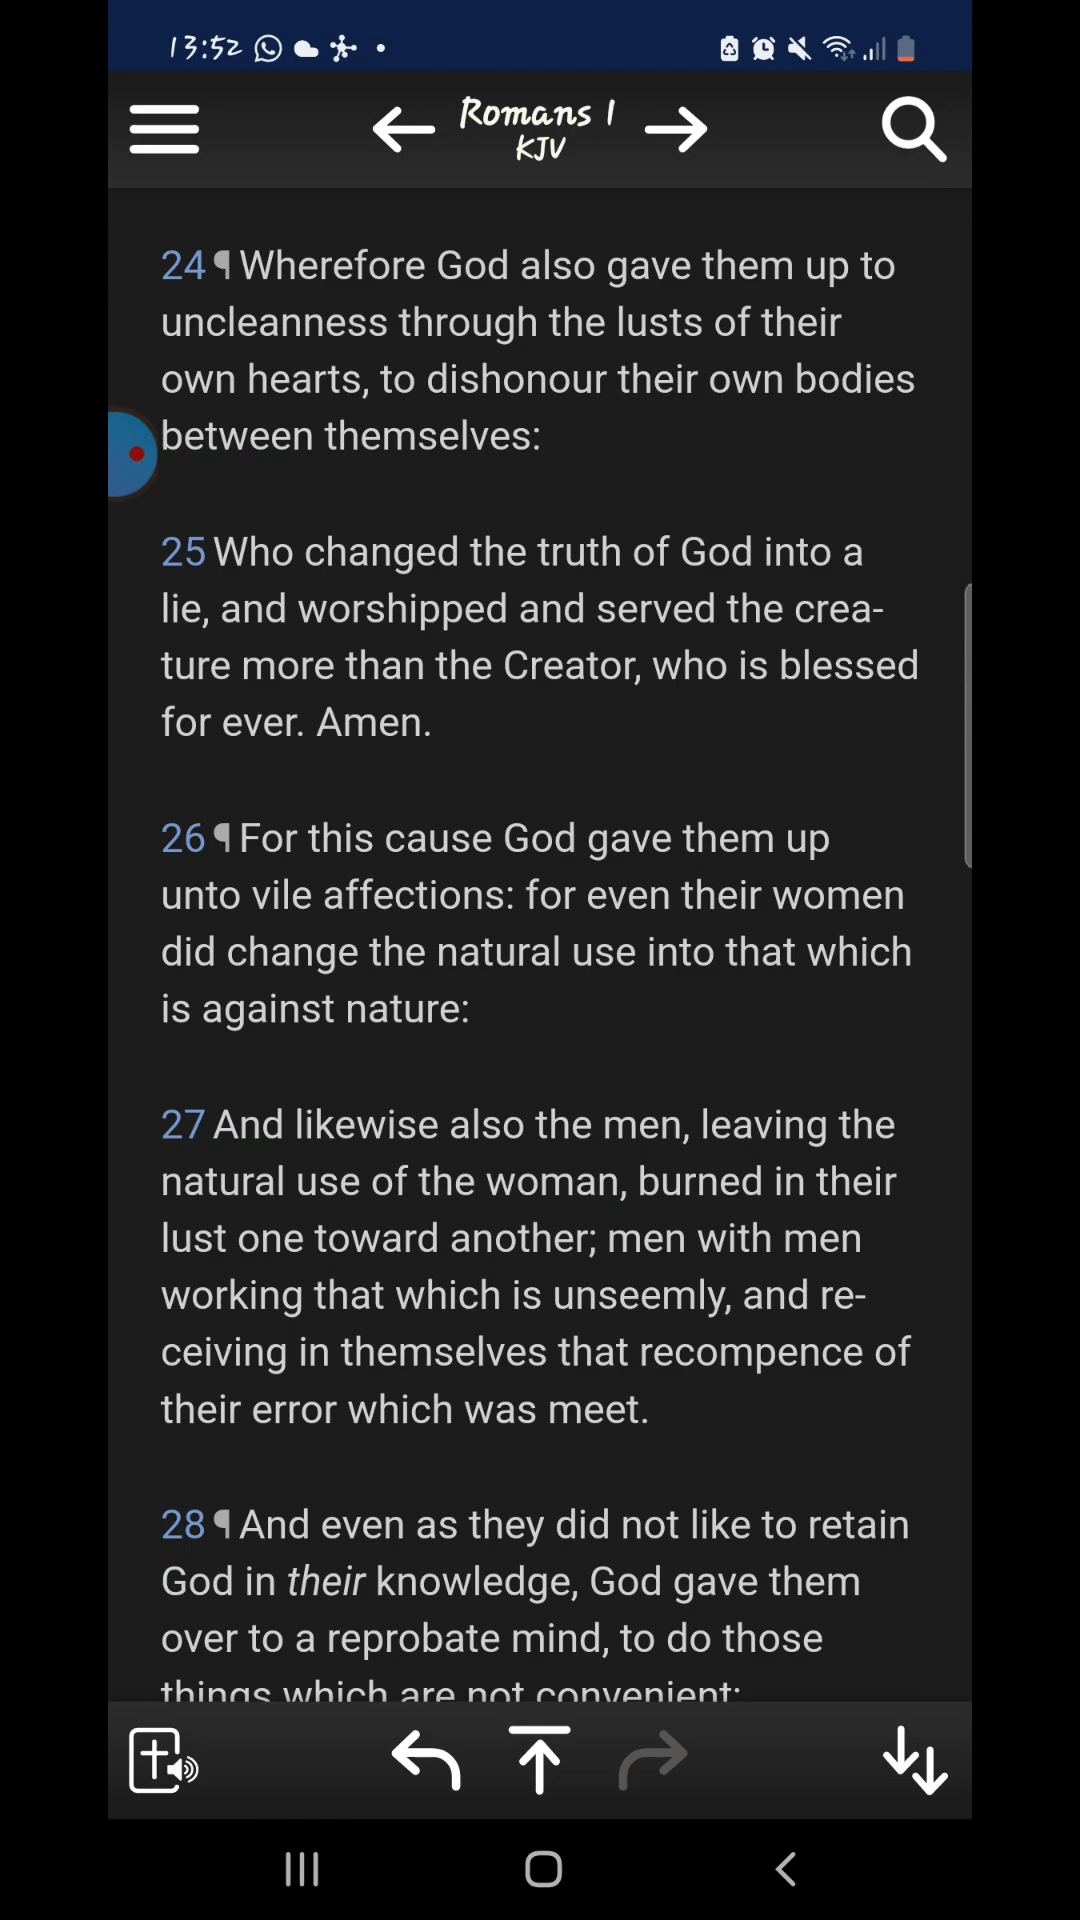 13:52
Romans 1
KJV
24 ¶ Wherefore God also gave them up to
uncleanness through the lusts of their
own hearts, to dishonour their own bodies
between themselves:
25 Who changed the truth of God into a
lie, and worshipped and served the crea-
ture more than the Creator, who is blessed
for ever. Amen.
26 ¶ For this cause God gave them up
unto vile affections: for even their women
did change the natural use into that which
is against nature:
27 And likewise also the men, leaving the
natural use of the woman, burned in their
lust one toward another; men with men
working that which is unseemly, and re-
ceiving in themselves that recompence of
their error which was meet.
28 ¶ And even as they did not like to retain
God in their knowledge, God gave them
over to a reprobate mind, to do those
things which are not convenient;